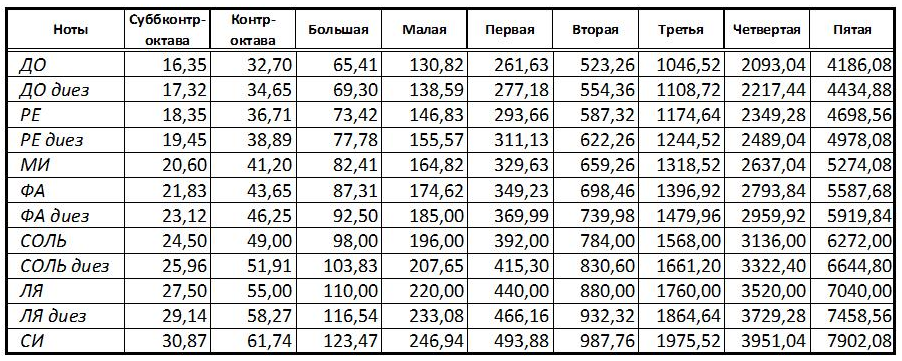 Ноты Суббконтр-октава Контр-октава Большая Малая Первая Вторая Третья Четвертая Пятая
ДО 16,35 32,70 65,41 130,82 261,63 523,26 1046,52 2093,04 4186,08
ДО диез 17,32 34,65 69,30 138,59 277,18 554,36 1108,72 2217,44 4434,88
РЕ 18,35 36,71 73,42 146,83 293,66 587,32 1174,64 2349,28 4698,56
РЕ диез 19,45 38,89 77,78 155,57 311,13 622,26 1244,52 2489,04 4978,08
МИ 20,60 41,20 82,41 164,82 329,63 659,26 1318,52 2637,04 5274,08
ФА 21,83 43,65 87,31 174,62 349,23 698,46 1396,92 2793,84 5587,68
ФА диез 23,12 46,25 92,50 185,00 369,99 739,98 1479,96 2959,92 5919,84
СОЛЬ 24,50 49,00 98,00 196,00 392,00 784,00 1568,00 3136,00 6272,00
СОЛЬ диез 25,96 51,91 103,83 207,65 415,30 830,60 1661,20 3322,40 6644,80
ЛЯ 27,50 55,00 110,00 220,00 440,00 880,00 1760,00 3520,00 7040,00
ЛЯ диез 29,14 58,27 116,54 233,08 466,16 932,32 1864,64 3729,28 7458,56
СИ 30,87 61,74 123,47 246,94 493,88 987,76 1975,52 3951,04 7902,08